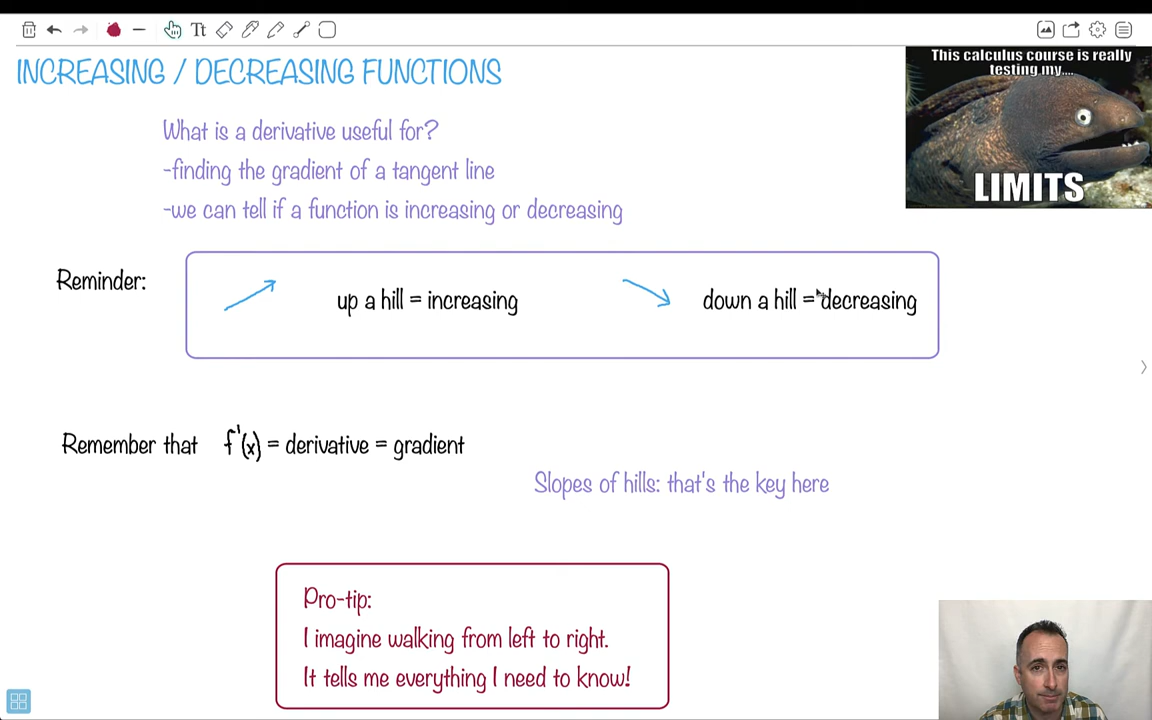 Tt
INCREASING / DECREASING FUNCTIONS
This calculus course is really
testing my....
LIMITS
What is a derivative useful for?
-finding the gradient of a tangent line
-we can tell if a function is increasing or decreasing
Reminder:
up a hill = increasing
down a hill = decreasing
Remember that f'(x) = derivative = gradient
Slopes of hills: that's the key here
Pro-tip:
I imagine walking from left to right.
It tells me everything I need to know!